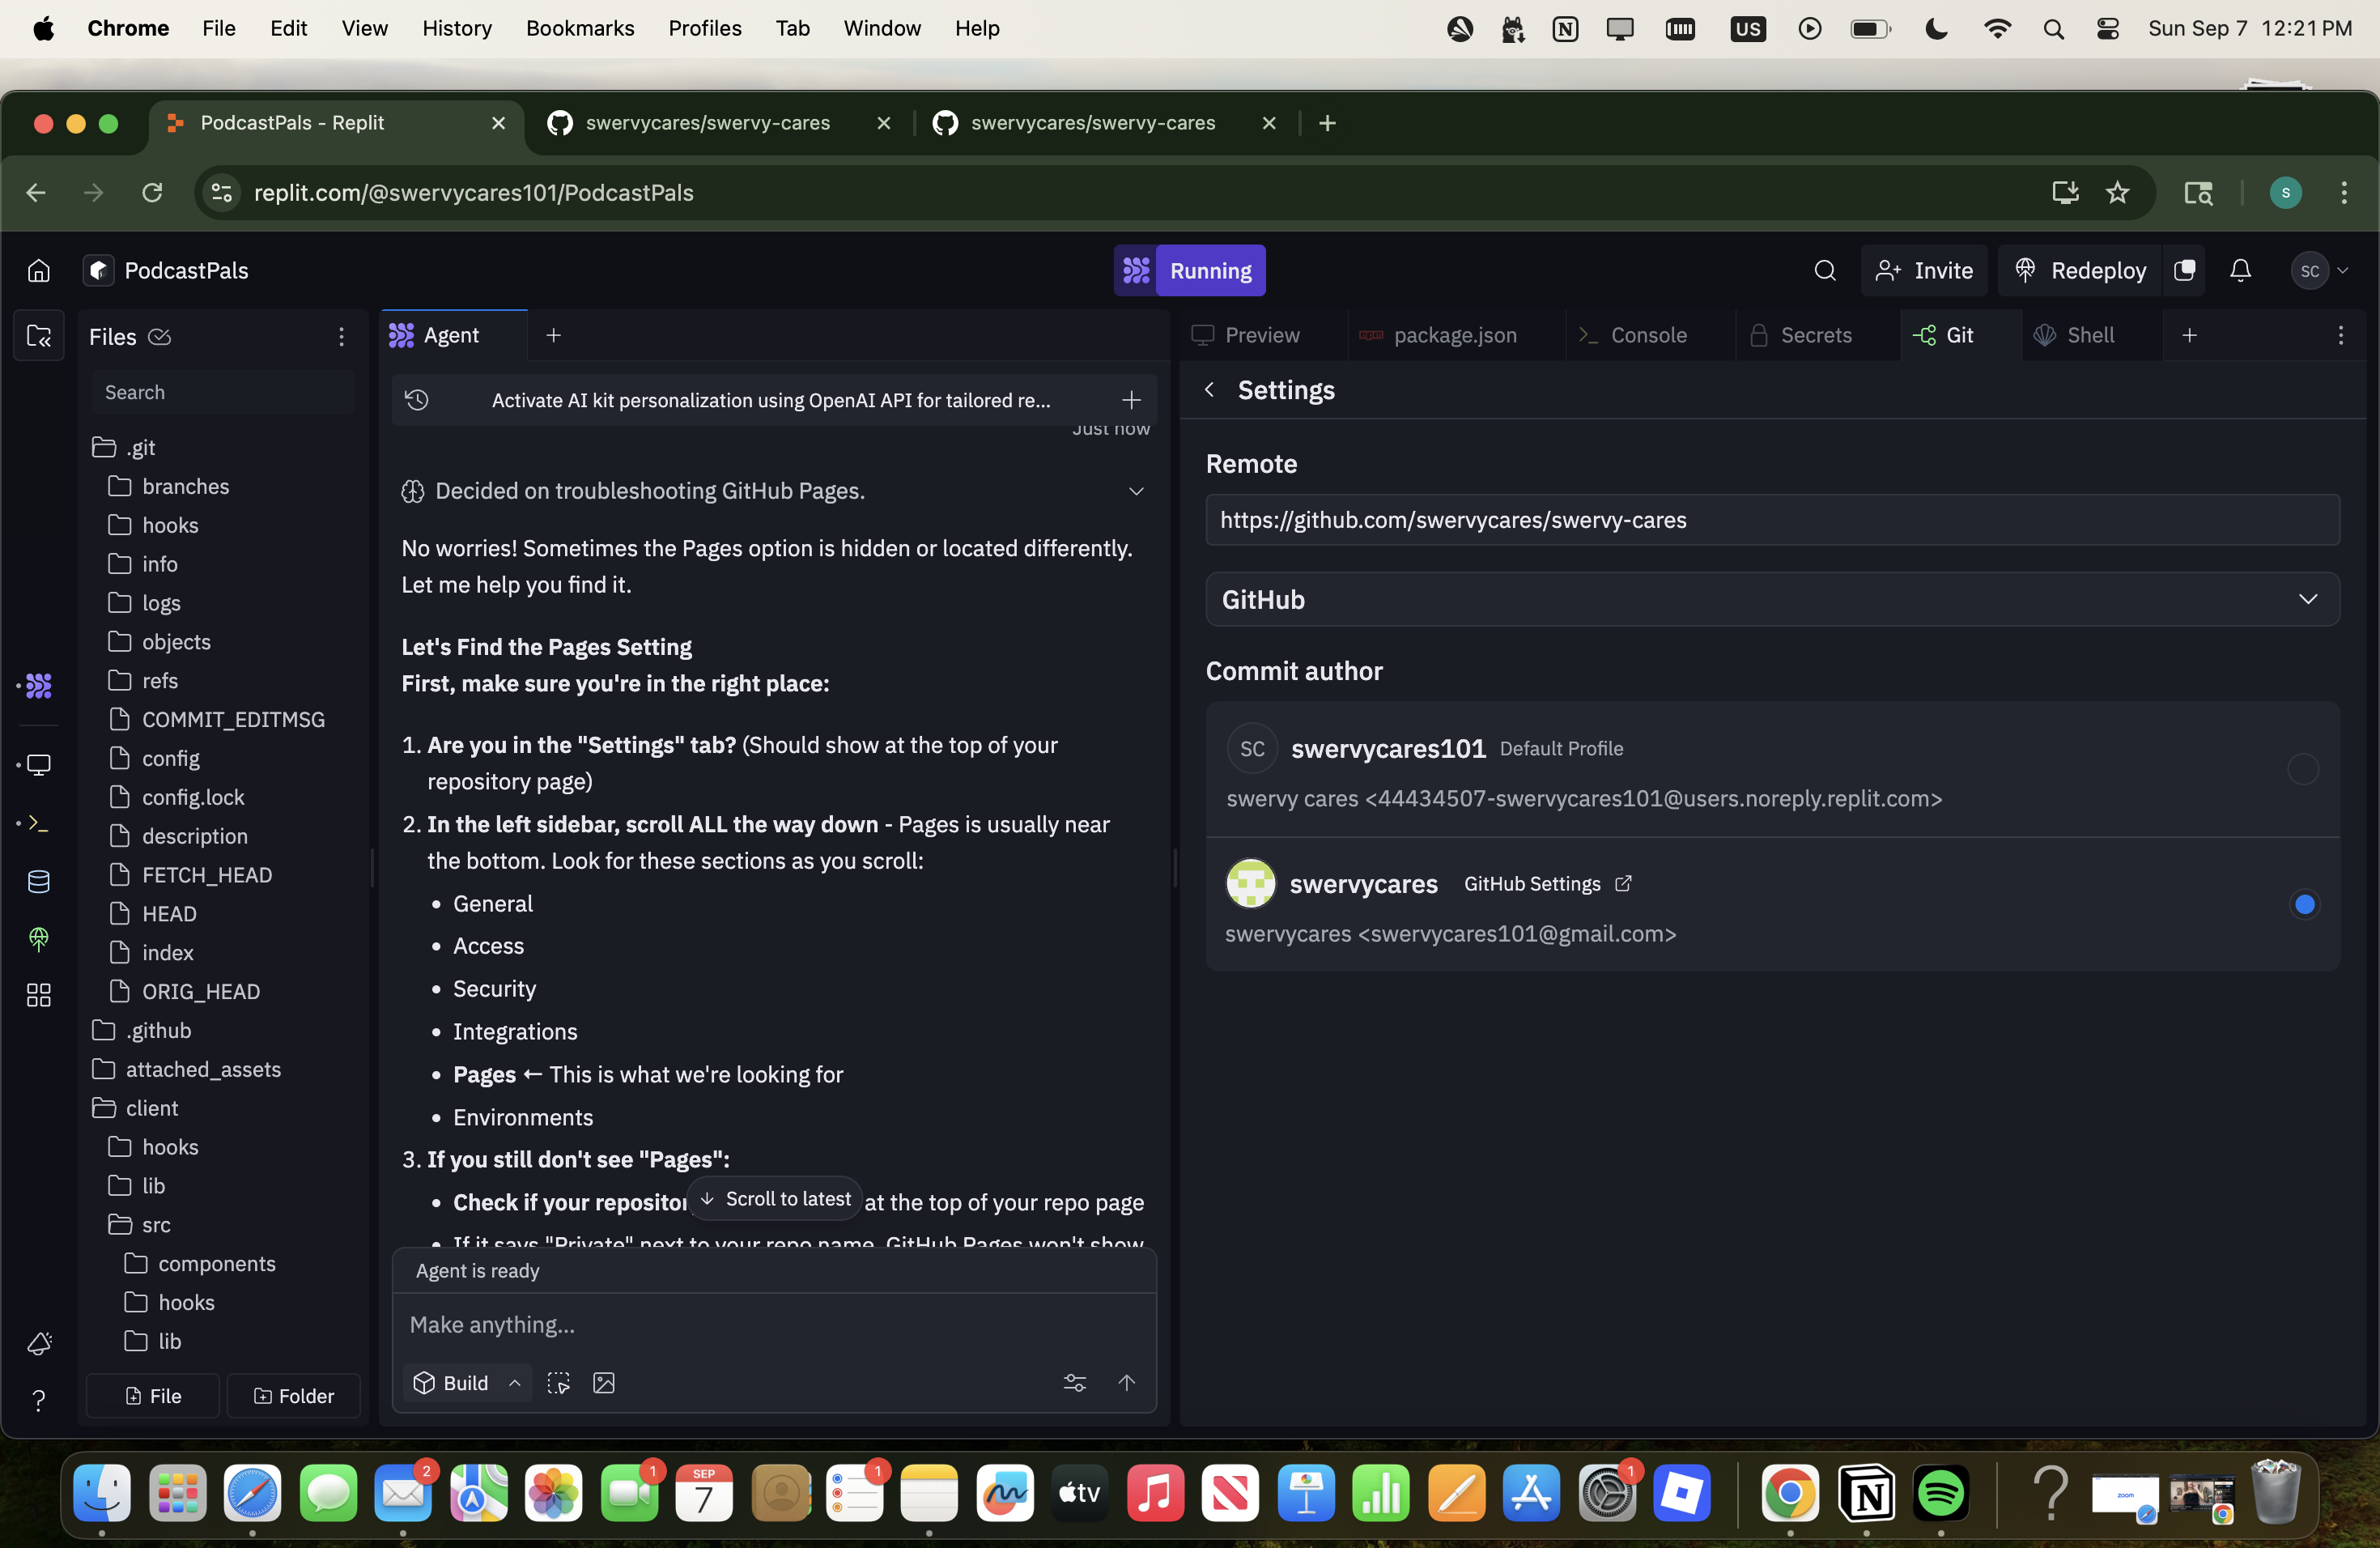 Chrome File Edit View History Bookmarks Profiles Tab Window Help
US
Sun Sep 7 12:21 PM
PodcastPals - Replit
swervycares/swervy-cares
swervycares/swervy-cares
replit.com/@swervycares101/PodcastPals
S
PodcastPals
Running
Invite
Redeploy
SC
Files
Search
.git
branches
hooks
info
logs
objects
refs
COMMIT_EDITMSG
config
config.lock
description
FETCH_HEAD
HEAD
index
ORIG_HEAD
.github
attached_assets
client
hooks
lib
src
components
hooks
lib
File
Folder
Agent
Activate AI kit personalization using OpenAI API for tailored re...
Just now
Decided on troubleshooting GitHub Pages.
No worries! Sometimes the Pages option is hidden or located differently.
Let me help you find it.
Let's Find the Pages Setting
First, make sure you're in the right place:
1. Are you in the "Settings" tab? (Should show at the top of your
repository page)
2. In the left sidebar, scroll ALL the way down - Pages is usually near
the bottom. Look for these sections as you scroll:
• General
• Access
• Security
• Integrations
• Pages ← This is what we're looking for
• Environments
3. If you still don't see "Pages":
• Check if your repositor
Scroll to latest
at the top of your repo page
• If it says "Private" next to your repo name, GitHub Pages won't show
Agent is ready
Make anything...
Build
Preview
package.json
Console
Secrets
Git
Shell
Settings
Remote
https://github.com/swervycares/swervy-cares
GitHub
Commit author
SC
swervycares101 Default Profile
swervy cares <44434507-swervycares101@users.noreply.replit.com>
swervycares GitHub Settings
swervycares <swervycares101@gmail.com>
2
1
SEP
7
1
tv
1
zoom